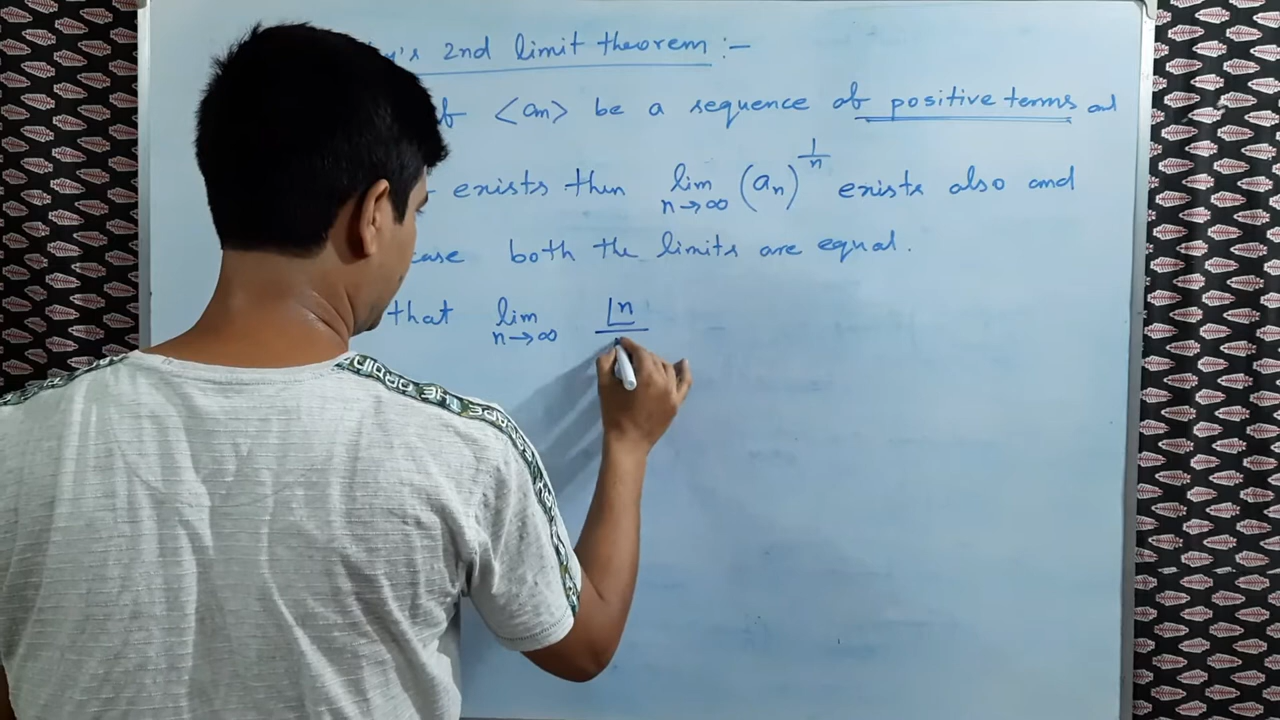 2nd limit theorem :-
<an> be a sequence of positive terms and
exists then lim n→∞ (an)^1/n exists also and
case both the limits are equal.
that lim n→∞ ⌊n